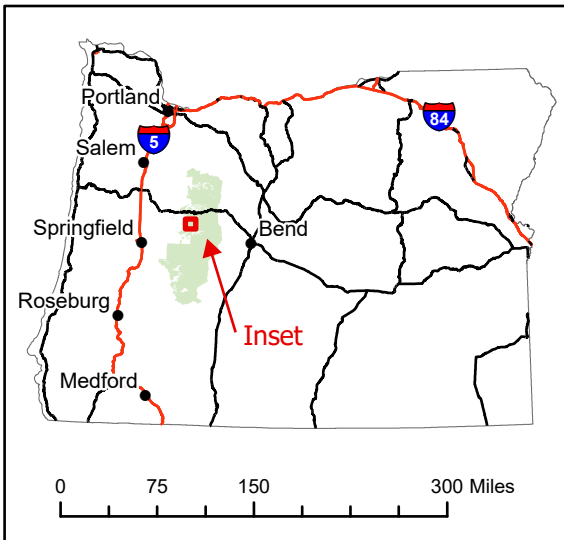 Portland
84
5
Salem
Springfield
Bend
Roseburg
Inset
Medford
0 75 150 300 Miles